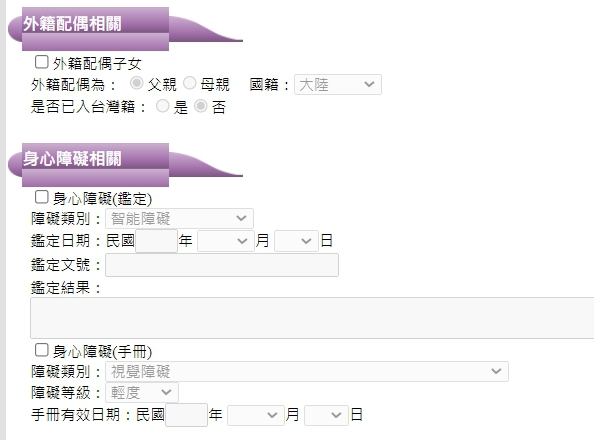 外籍配偶相關
外籍配偶子女
外籍配偶為： 父親 母親 國籍： 大陸
是否已入台灣籍： 是 否
身心障礙相關
身心障礙(鑑定)
障礙類別： 智能障礙
鑑定日期：民國 年 月 日
鑑定文號：
鑑定結果：
身心障礙(手冊)
障礙類別： 視覺障礙
障礙等級： 輕度
手冊有效日期：民國 年 月 日